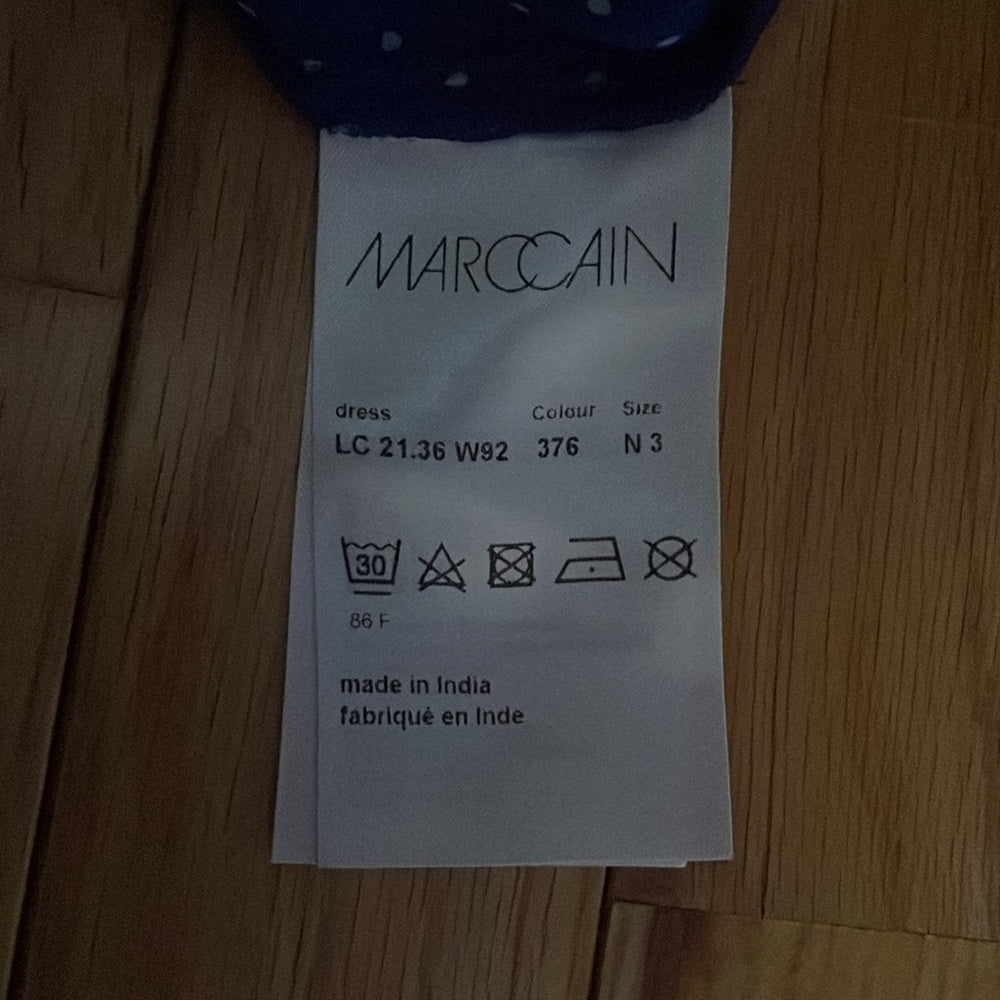 MARCCAIN
dress Colour Size
LC 21.36 W92 376 N 3
30
86 F
made in India
fabriqué en Inde